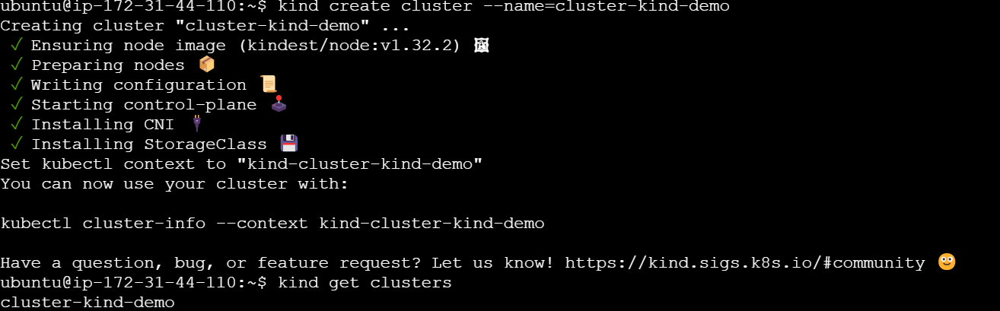 ubuntu@ip-172-31-44-110:~$ kind create cluster --name=cluster-kind-demo
Creating cluster "cluster-kind-demo" ...
✓ Ensuring node image (kindest/node:v1.32.2) 🖼
✓ Preparing nodes 📦
✓ Writing configuration 📜
✓ Starting control-plane 🕹️
✓ Installing CNI 🔌
✓ Installing StorageClass 💾
Set kubectl context to "kind-cluster-kind-demo"
You can now use your cluster with:
kubectl cluster-info --context kind-cluster-kind-demo
Have a question, bug, or feature request? Let us know! https://kind.sigs.k8s.io/#community 🙂
ubuntu@ip-172-31-44-110:~$ kind get clusters
cluster-kind-demo